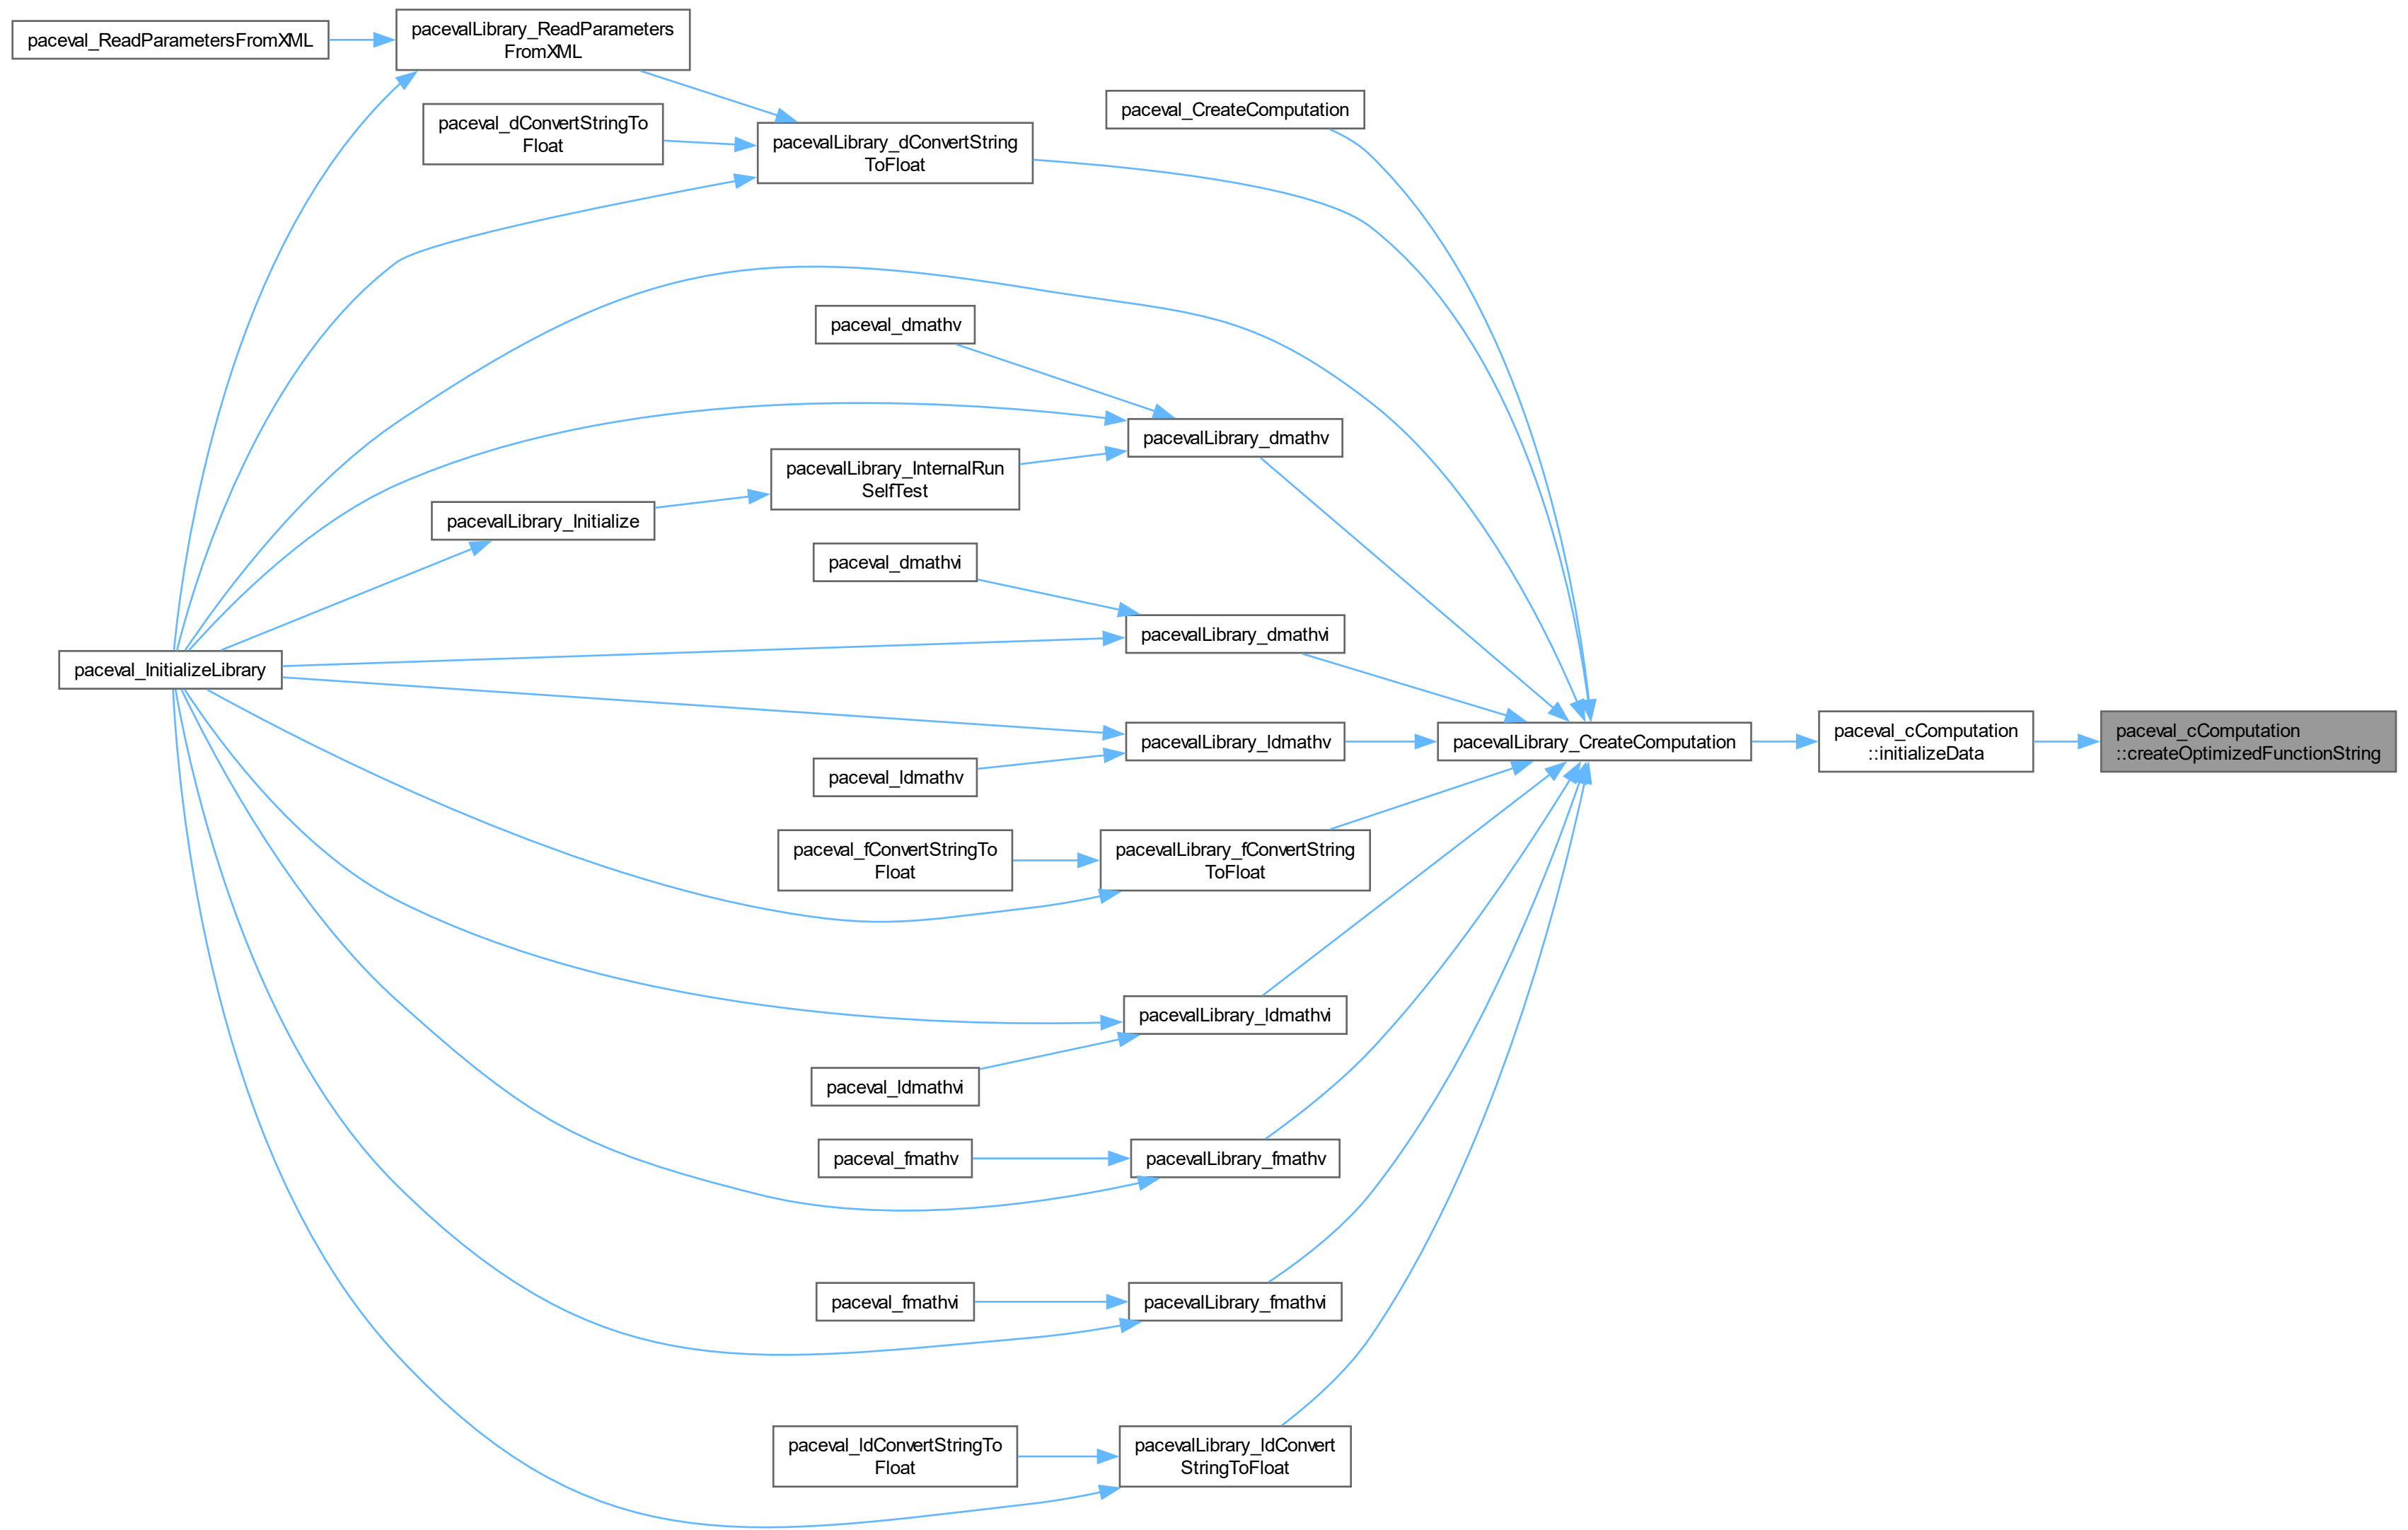 paceval_ReadParametersFromXML
pacevalLibrary_ReadParameters
FromXML
paceval_CreateComputation
paceval_dConvertStringTo
Float
pacevalLibrary_dConvertString
ToFloat
paceval_dmathv
pacevalLibrary_dmathv
pacevalLibrary_InternalRun
SelfTest
pacevalLibrary_Initialize
paceval_dmathvi
pacevalLibrary_dmathvi
paceval_InitializeLibrary
pacevalLibrary_ldmathv
pacevalLibrary_CreateComputation
paceval_cComputation
::initializeData
paceval_cComputation
::createOptimizedFunctionString
paceval_ldmathv
paceval_fConvertStringTo
Float
pacevalLibrary_fConvertString
ToFloat
pacevalLibrary_ldmathvi
paceval_ldmathvi
paceval_fmathv
pacevalLibrary_fmathv
paceval_fmathvi
pacevalLibrary_fmathvi
paceval_ldConvertStringTo
Float
pacevalLibrary_ldConvert
StringToFloat